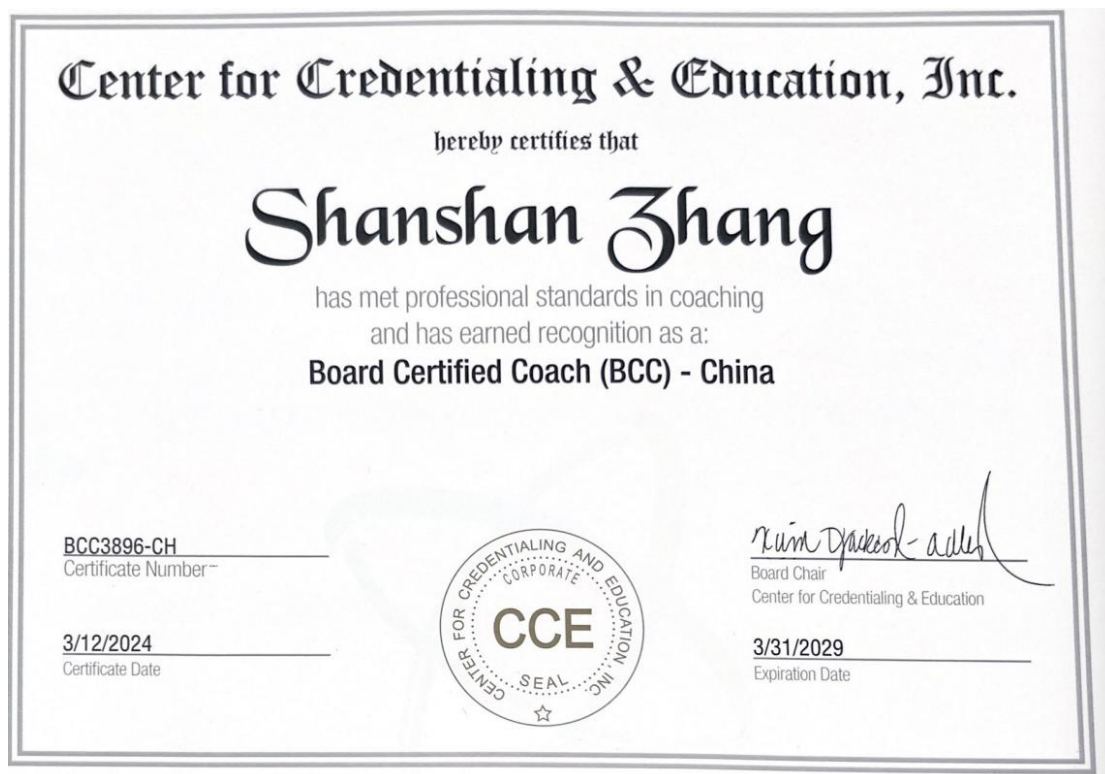 Center for Credentialing & Education, Inc.
hereby certifies that
Shanshan Zhang
has met professional standards in coaching
and has earned recognition as a:
Board Certified Coach (BCC) - China
BCC3896-CH
Certificate Number
3/12/2024
Certificate Date
CENTER FOR CREDENTIALING AND EDUCATION, INC.
CORPORATE
CCE
SEAL
Board Chair
Center for Credentialing & Education
3/31/2029
Expiration Date